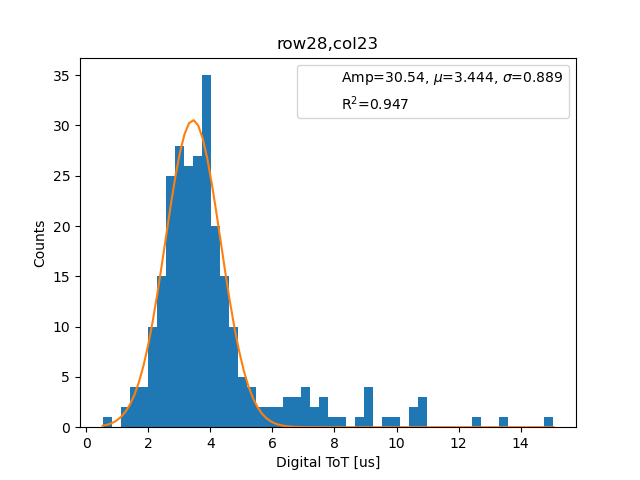 row28,col23
Amp=30.54, μ=3.444, σ=0.889
R²=0.947
35
30
25
20
15
10
5
0
Counts
0 2 4 6 8 10 12 14
Digital ToT [us]